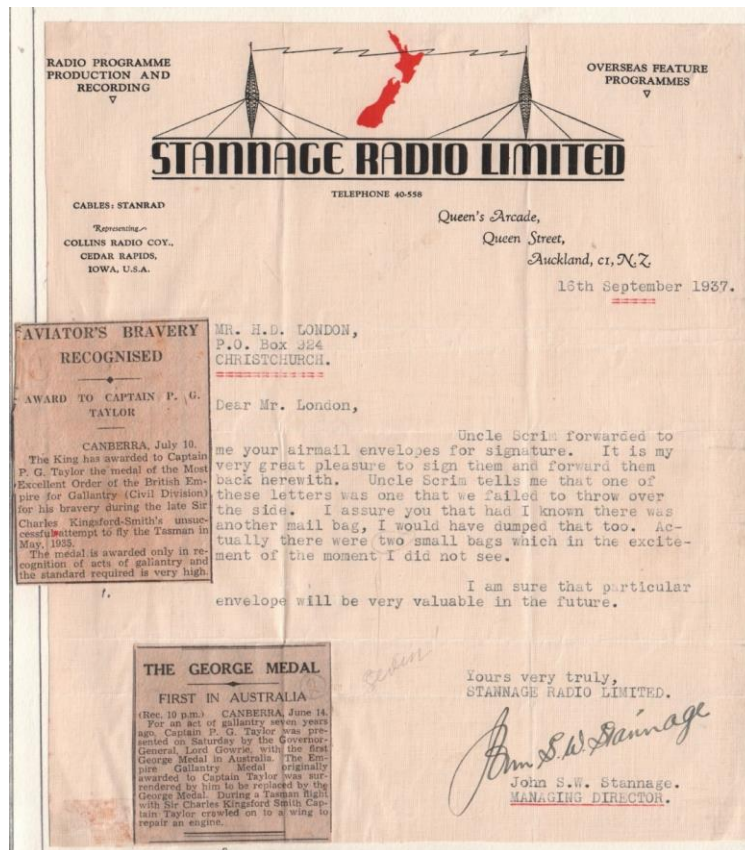 RADIO PROGRAMME
PRODUCTION AND
RECORDING
OVERSEAS FEATURE
PROGRAMMES
STANNAGE RADIO LIMITED
TELEPHONE 40-558
CABLES: STANRAD
Representing
COLLINS RADIO COY.,
CEDAR RAPIDS,
IOWA, U.S.A.
Queen's Arcade,
Queen Street,
Auckland, C1, N.Z.
16th September 1937.
AVIATOR'S BRAVERY
RECOGNISED
AWARD TO CAPTAIN P. G.
TAYLOR
CANBERRA, July 10.
The King has awarded to Captain
P. G. Taylor the medal of the Most
Excellent Order of the British Em-
pire for Gallantry (Civil Division)
for his bravery during the late Sir
Charles Kingsford-Smith's unsuc-
cessful attempt to fly the Tasman in
May, 1935.
The medal is awarded only in re-
cognition of acts of gallantry and
the standard required is very high.
1.
MR. H.D. LONDON,
P.O. Box 924
CHRISTCHURCH.
Dear Mr. London,
Uncle Scrim forwarded to
me your airmail envelopes for signature. It is my
very great pleasure to sign them and forward them
back herewith. Uncle Scrim tells me that one of
these letters was one that we failed to throw over
the side. I assure you that had I known there was
another mail bag, I would have dumped that too. Ac-
tually there were two small bags which in the excite-
ment of the moment I did not see.
I am sure that particular
envelope will be very valuable in the future.
seven!
THE GEORGE MEDAL
2
FIRST IN AUSTRALIA
(Rec. 10 p.m.) CANBERRA, June 14.
For an act of gallantry seven years
ago, Captain P. G. Taylor was pre-
sented on Saturday by the Governor-
General, Lord Gowrie, with the first
George Medal in Australia. The Em-
pire Gallantry Medal originally
awarded to Captain Taylor was sur-
rendered by him to be replaced by the
George Medal. During a Tasman flight
with Sir Charles Kingsford Smith Cap-
tain Taylor crawled on to a wing to
repair an engine.
Yours very truly,
STANNAGE RADIO LIMITED.
John S.W. Stannage
John S.W. Stannage.
MANAGING DIRECTOR.